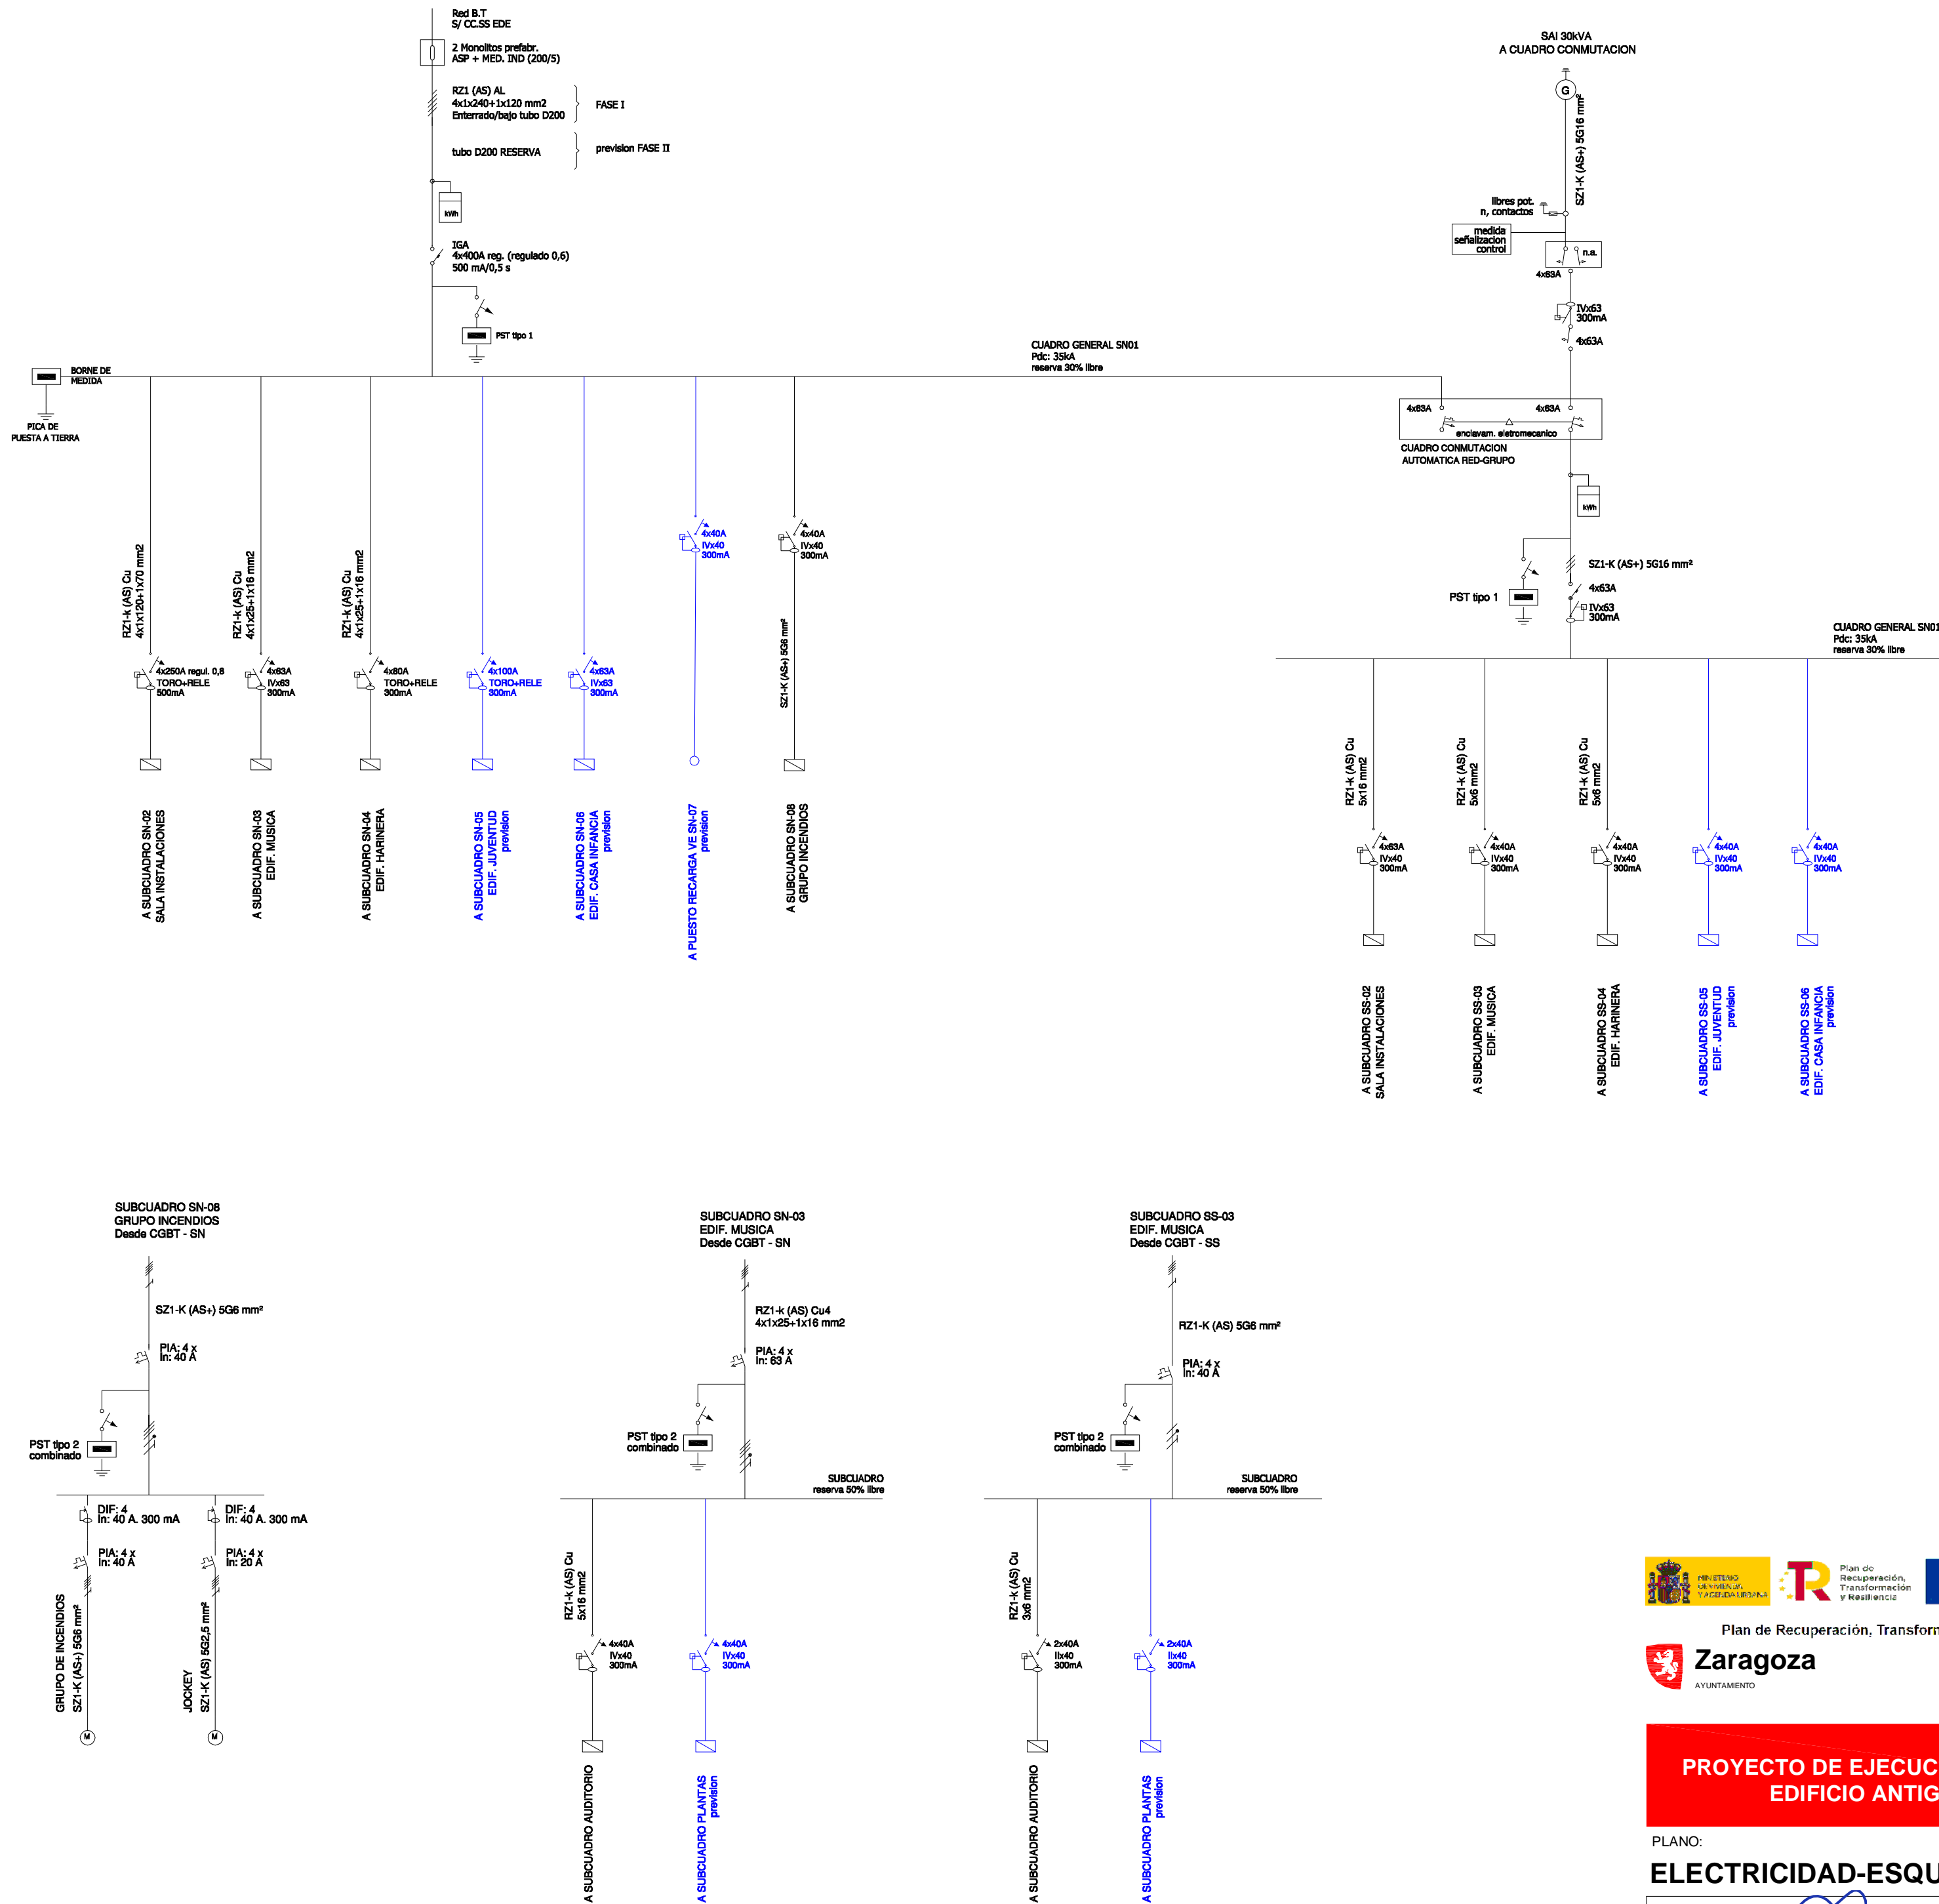 Red B.T
S/ CC.SS EDE
2 Monolitos prefabr.
ASP + MED. IND (200/5)
RZ1 (AS) AL
4x1x240+1x120 mm2
Enterrado/bajo tubo D200
FASE I
tubo D200 RESERVA
prevision FASE II
kWh
IGA
4x400A reg. (regulado 0,6)
500 mA/0,5 s
PST tipo 1
BORNE DE
MEDIDA
PICA DE
PUESTA A TIERRA
CUADRO GENERAL SN01
Pdc: 35kA
reserva 30% libre
RZ1-k (AS) Cu
4x1x120+1x70 mm2
4x250A regul. 0,8
TORO+RELE
500mA
A SUBCUADRO SN-02
SALA INSTALACIONES
RZ1-k (AS) Cu
4x1x25+1x16 mm2
4x63A
IVx63
300mA
A SUBCUADRO SN-03
EDIF. MUSICA
RZ1-k (AS) Cu
4x1x25+1x16 mm2
4x80A
TORO+RELE
300mA
A SUBCUADRO SN-04
EDIF. HARINERA
4x100A
TORO+RELE
300mA
A SUBCUADRO SN-05
EDIF. JUVENTUD
prevision
4x63A
IVx63
300mA
A SUBCUADRO SN-06
EDIF. CASA INFANCIA
prevision
4x40A
IVx40
300mA
A PUESTO RECARGA VE SN-07
prevision
4x40A
IVx40
300mA
SZ1-K (AS+) 5G6 mm²
A SUBCUADRO SN-08
GRUPO INCENDIOS
SAI 30kVA
A CUADRO CONMUTACION
G
SZ1-K (AS+) 5G16 mm²
libres pot.
n, contactos
medida
señalizacion
control
n.a.
4x63A
IVx63
300mA
4x63A
4x63A
4x63A
enclavam. eletromecanico
CUADRO CONMUTACION
AUTOMATICA RED-GRUPO
kWh
SZ1-K (AS+) 5G16 mm²
PST tipo 1
4x63A
IVx63
300mA
CUADRO GENERAL SN01
Pdc: 35kA
reserva 30% libre
RZ1-k (AS) Cu
5x16 mm2
4x63A
IVx40
300mA
A SUBCUADRO SS-02
SALA INSTALACIONES
RZ1-k (AS) Cu
5x6 mm2
4x40A
IVx40
300mA
A SUBCUADRO SS-03
EDIF. MUSICA
RZ1-k (AS) Cu
5x6 mm2
4x40A
IVx40
300mA
A SUBCUADRO SS-04
EDIF. HARINERA
4x40A
IVx40
300mA
A SUBCUADRO SS-05
EDIF. JUVENTUD
prevision
4x40A
IVx40
300mA
A SUBCUADRO SS-06
EDIF. CASA INFANCIA
prevision
SUBCUADRO SN-08
GRUPO INCENDIOS
Desde CGBT - SN
SZ1-K (AS+) 5G6 mm²
PIA: 4 x
In: 40 A
PST tipo 2
combinado
DIF: 4
In: 40 A. 300 mA
PIA: 4 x
In: 40 A
GRUPO DE INCENDIOS
SZ1-K (AS+) 5G6 mm²
M
DIF: 4
In: 40 A. 300 mA
PIA: 4 x
In: 20 A
JOCKEY
SZ1-K (AS) 5G2,5 mm²
M
SUBCUADRO SN-03
EDIF. MUSICA
Desde CGBT - SN
RZ1-k (AS) Cu4
4x1x25+1x16 mm2
PIA: 4 x
In: 63 A
PST tipo 2
combinado
SUBCUADRO
reserva 50% libre
RZ1-k (AS) Cu
5x16 mm2
4x40A
IVx40
300mA
A SUBCUADRO AUDITORIO
4x40A
IVx40
300mA
A SUBCUADRO PLANTAS
prevision
SUBCUADRO SS-03
EDIF. MUSICA
Desde CGBT - SS
RZ1-K (AS) 5G6 mm²
PIA: 4 x
In: 40 A
PST tipo 2
combinado
SUBCUADRO
reserva 50% libre
RZ1-k (AS) Cu
3x6 mm2
2x40A
IIx40
300mA
A SUBCUADRO AUDITORIO
2x40A
IIx40
300mA
A SUBCUADRO PLANTAS
prevision
MINISTERIO
DE VIVIENDA
Y AGENDA URBANA
Plan de
Recuperación,
Transformación
y Resiliencia
Plan de Recuperación, Transforn
Zaragoza
AYUNTAMIENTO
PROYECTO DE EJECUC
EDIFICIO ANTIG
PLANO:
ELECTRICIDAD-ESQU